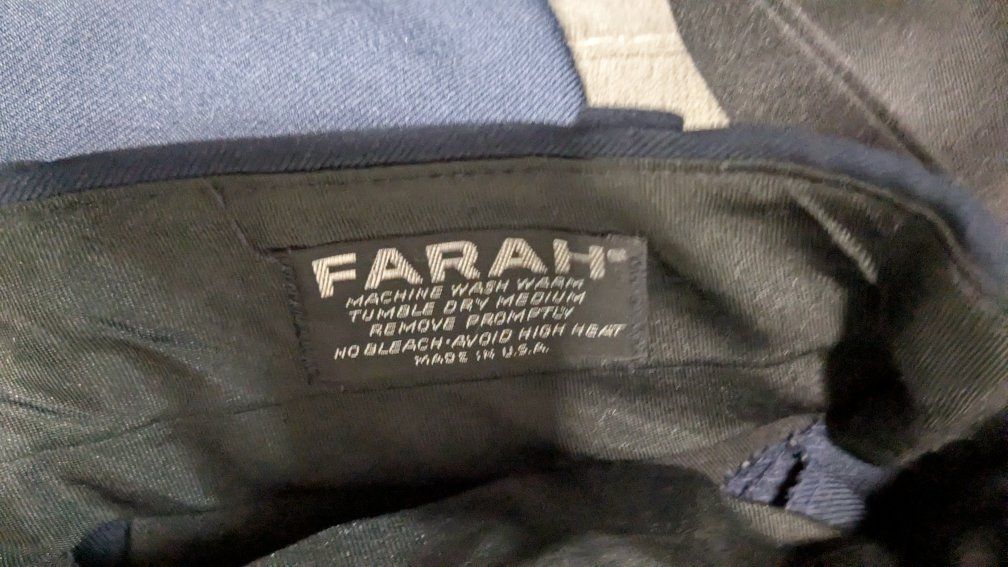 FARAH®
MACHINE WASH WARM
TUMBLE DRY MEDIUM
REMOVE PROMPTLY
NO BLEACH·AVOID HIGH HEAT
MADE IN U.S.A.